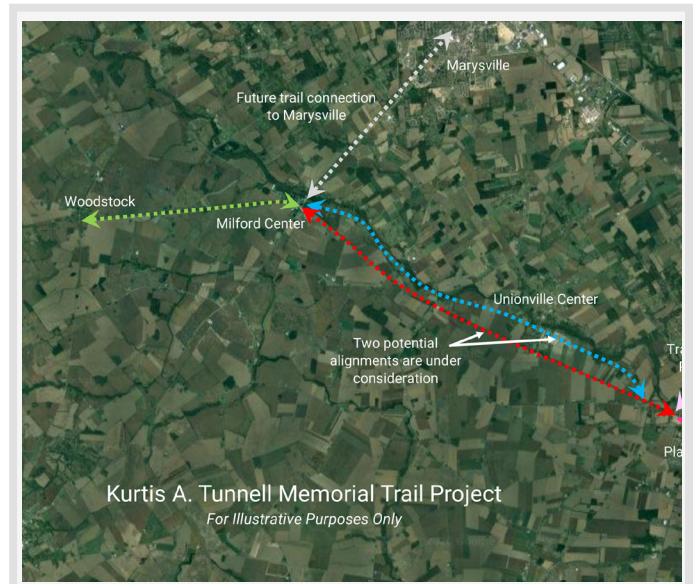 Marysville
Future trail connection
to Marysville
Woodstock
Milford Center
Unionville Center
Two potential
alignments are under
consideration
Kurtis A. Tunnell Memorial Trail Project
For Illustrative Purposes Only